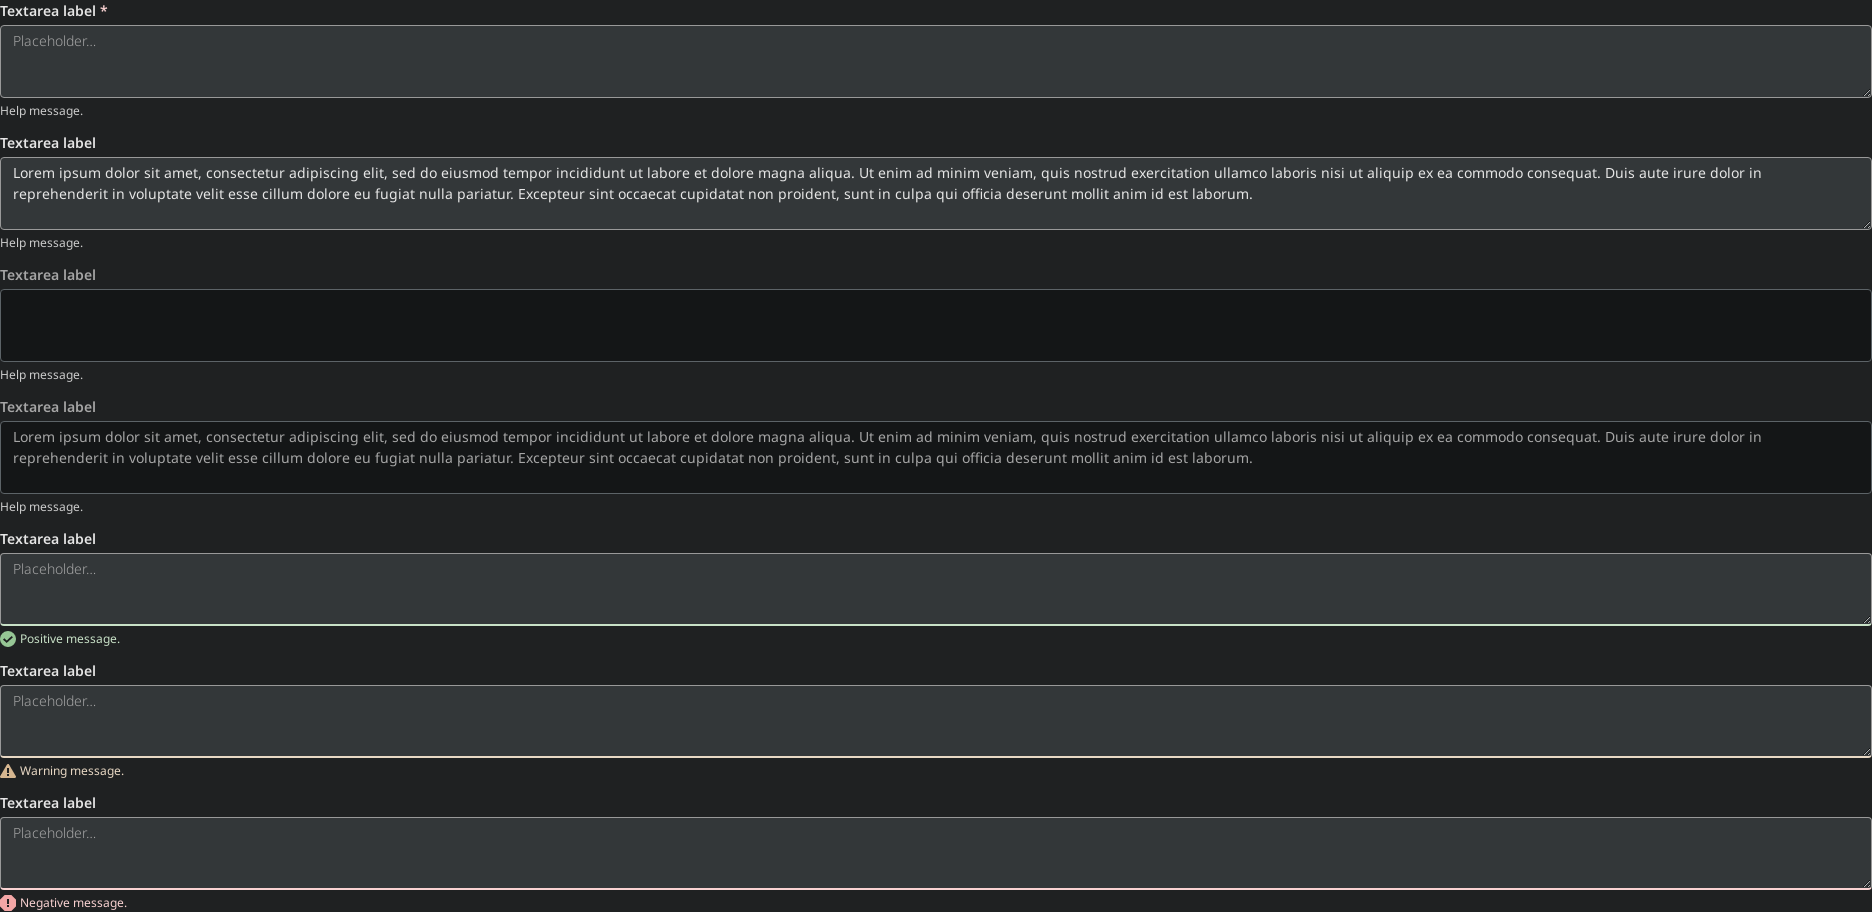 Textarea label *
Placeholder...
Help message.
Textarea label
Lorem ipsum dolor sit amet, consectetur adipiscing elit, sed do eiusmod tempor incididunt ut labore et dolore magna aliqua. Ut enim ad minim veniam, quis nostrud exercitation ullamco laboris nisi ut aliquip ex ea commodo consequat. Duis aute irure dolor in
reprehenderit in voluptate velit esse cillum dolore eu fugiat nulla pariatur. Excepteur sint occaecat cupidatat non proident, sunt in culpa qui officia deserunt mollit anim id est laborum.
Help message.
Textarea label
Help message.
Textarea label
Lorem ipsum dolor sit amet, consectetur adipiscing elit, sed do eiusmod tempor incididunt ut labore et dolore magna aliqua. Ut enim ad minim veniam, quis nostrud exercitation ullamco laboris nisi ut aliquip ex ea commodo consequat. Duis aute irure dolor in
reprehenderit in voluptate velit esse cillum dolore eu fugiat nulla pariatur. Excepteur sint occaecat cupidatat non proident, sunt in culpa qui officia deserunt mollit anim id est laborum.
Help message.
Textarea label
Placeholder...
Positive message.
Textarea label
Placeholder...
Warning message.
Textarea label
Placeholder...
Negative message.